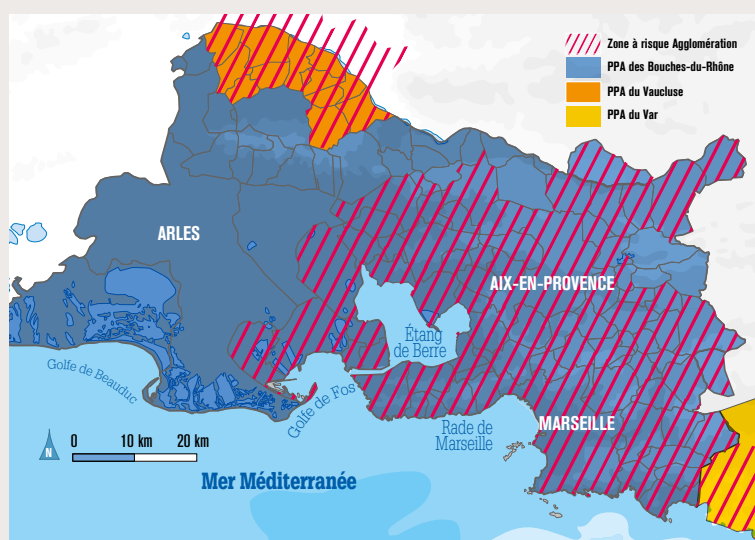 Zone à risque Agglomération
PPA des Bouches-du-Rhône
PPA du Vaucluse
PPA du Var
ARLES
AIX-EN-PROVENCE
Étang
de Berre
Golfe de Beauduc
Golfe de Fos
Rade de
Marseille
MARSEILLE
N
0 10 km 20 km
Mer Méditerranée